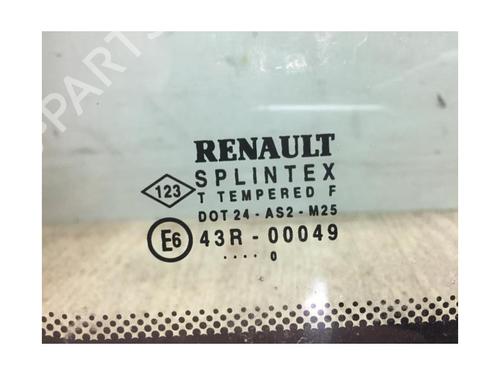 RENAULT
SPLINTEX
123
T TEMPERED F
DOT 24 - AS2 - M25
E6
43R - 00049
.... 0